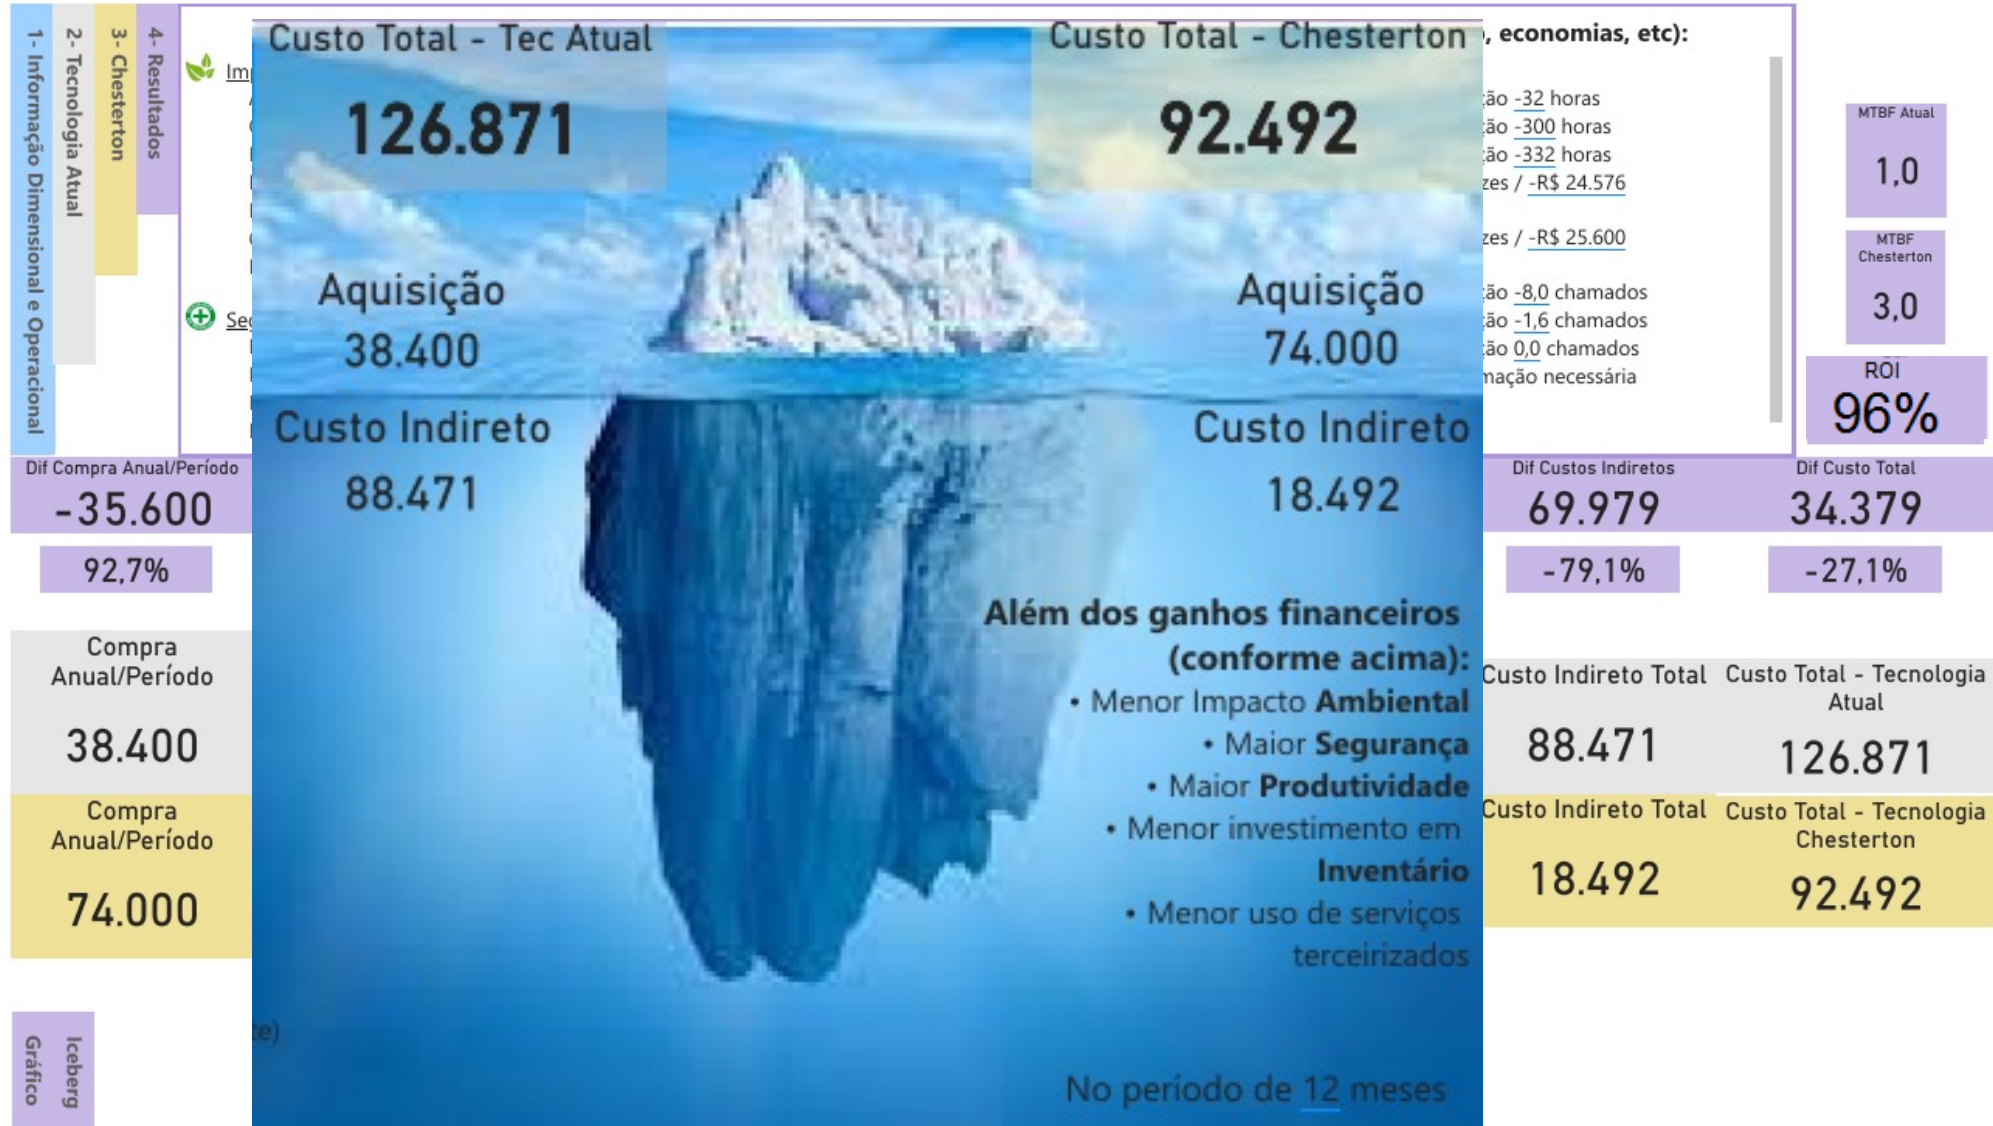 1- Informação Dimensional e Operacional
2- Tecnologia Atual
3- Chesterton
4- Resultados
Custo Total - Tec Atual
126.871
Custo Total - Chesterton
92.492
Aquisição
38.400
Aquisição
74.000
Custo Indireto
88.471
Custo Indireto
18.492
Além dos ganhos financeiros
(conforme acima):
• Menor Impacto Ambiental
• Maior Segurança
• Maior Produtividade
• Menor investimento em
Inventário
• Menor uso de serviços
terceirizados
No período de 12 meses
, economias, etc):
ão -32 horas
ão -300 horas
ão -332 horas
zes / -R$ 24.576
zes / -R$ 25.600
ão -8,0 chamados
ão -1,6 chamados
ão 0,0 chamados
mação necessária
MTBF Atual
1,0
MTBF
Chesterton
3,0
ROI
96%
Dif Compra Anual/Período
-35.600
92,7%
Dif Custos Indiretos
69.979
-79,1%
Dif Custo Total
34.379
-27,1%
Compra
Anual/Período
38.400
Custo Indireto Total
88.471
Custo Total - Tecnologia
Atual
126.871
Compra
Anual/Período
74.000
Custo Indireto Total
18.492
Custo Total - Tecnologia
Chesterton
92.492
Iceberg
Gráfico